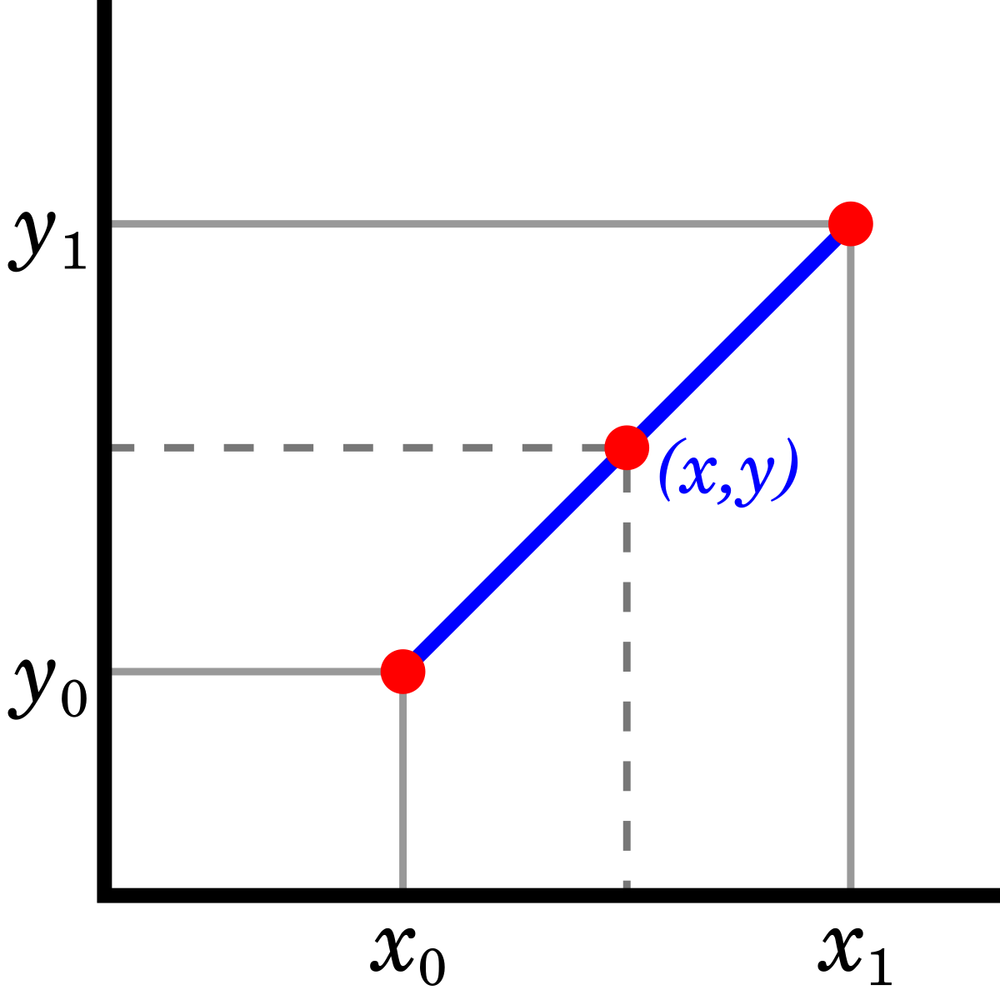 y₁
(x,y)
y₀
x₀ x₁